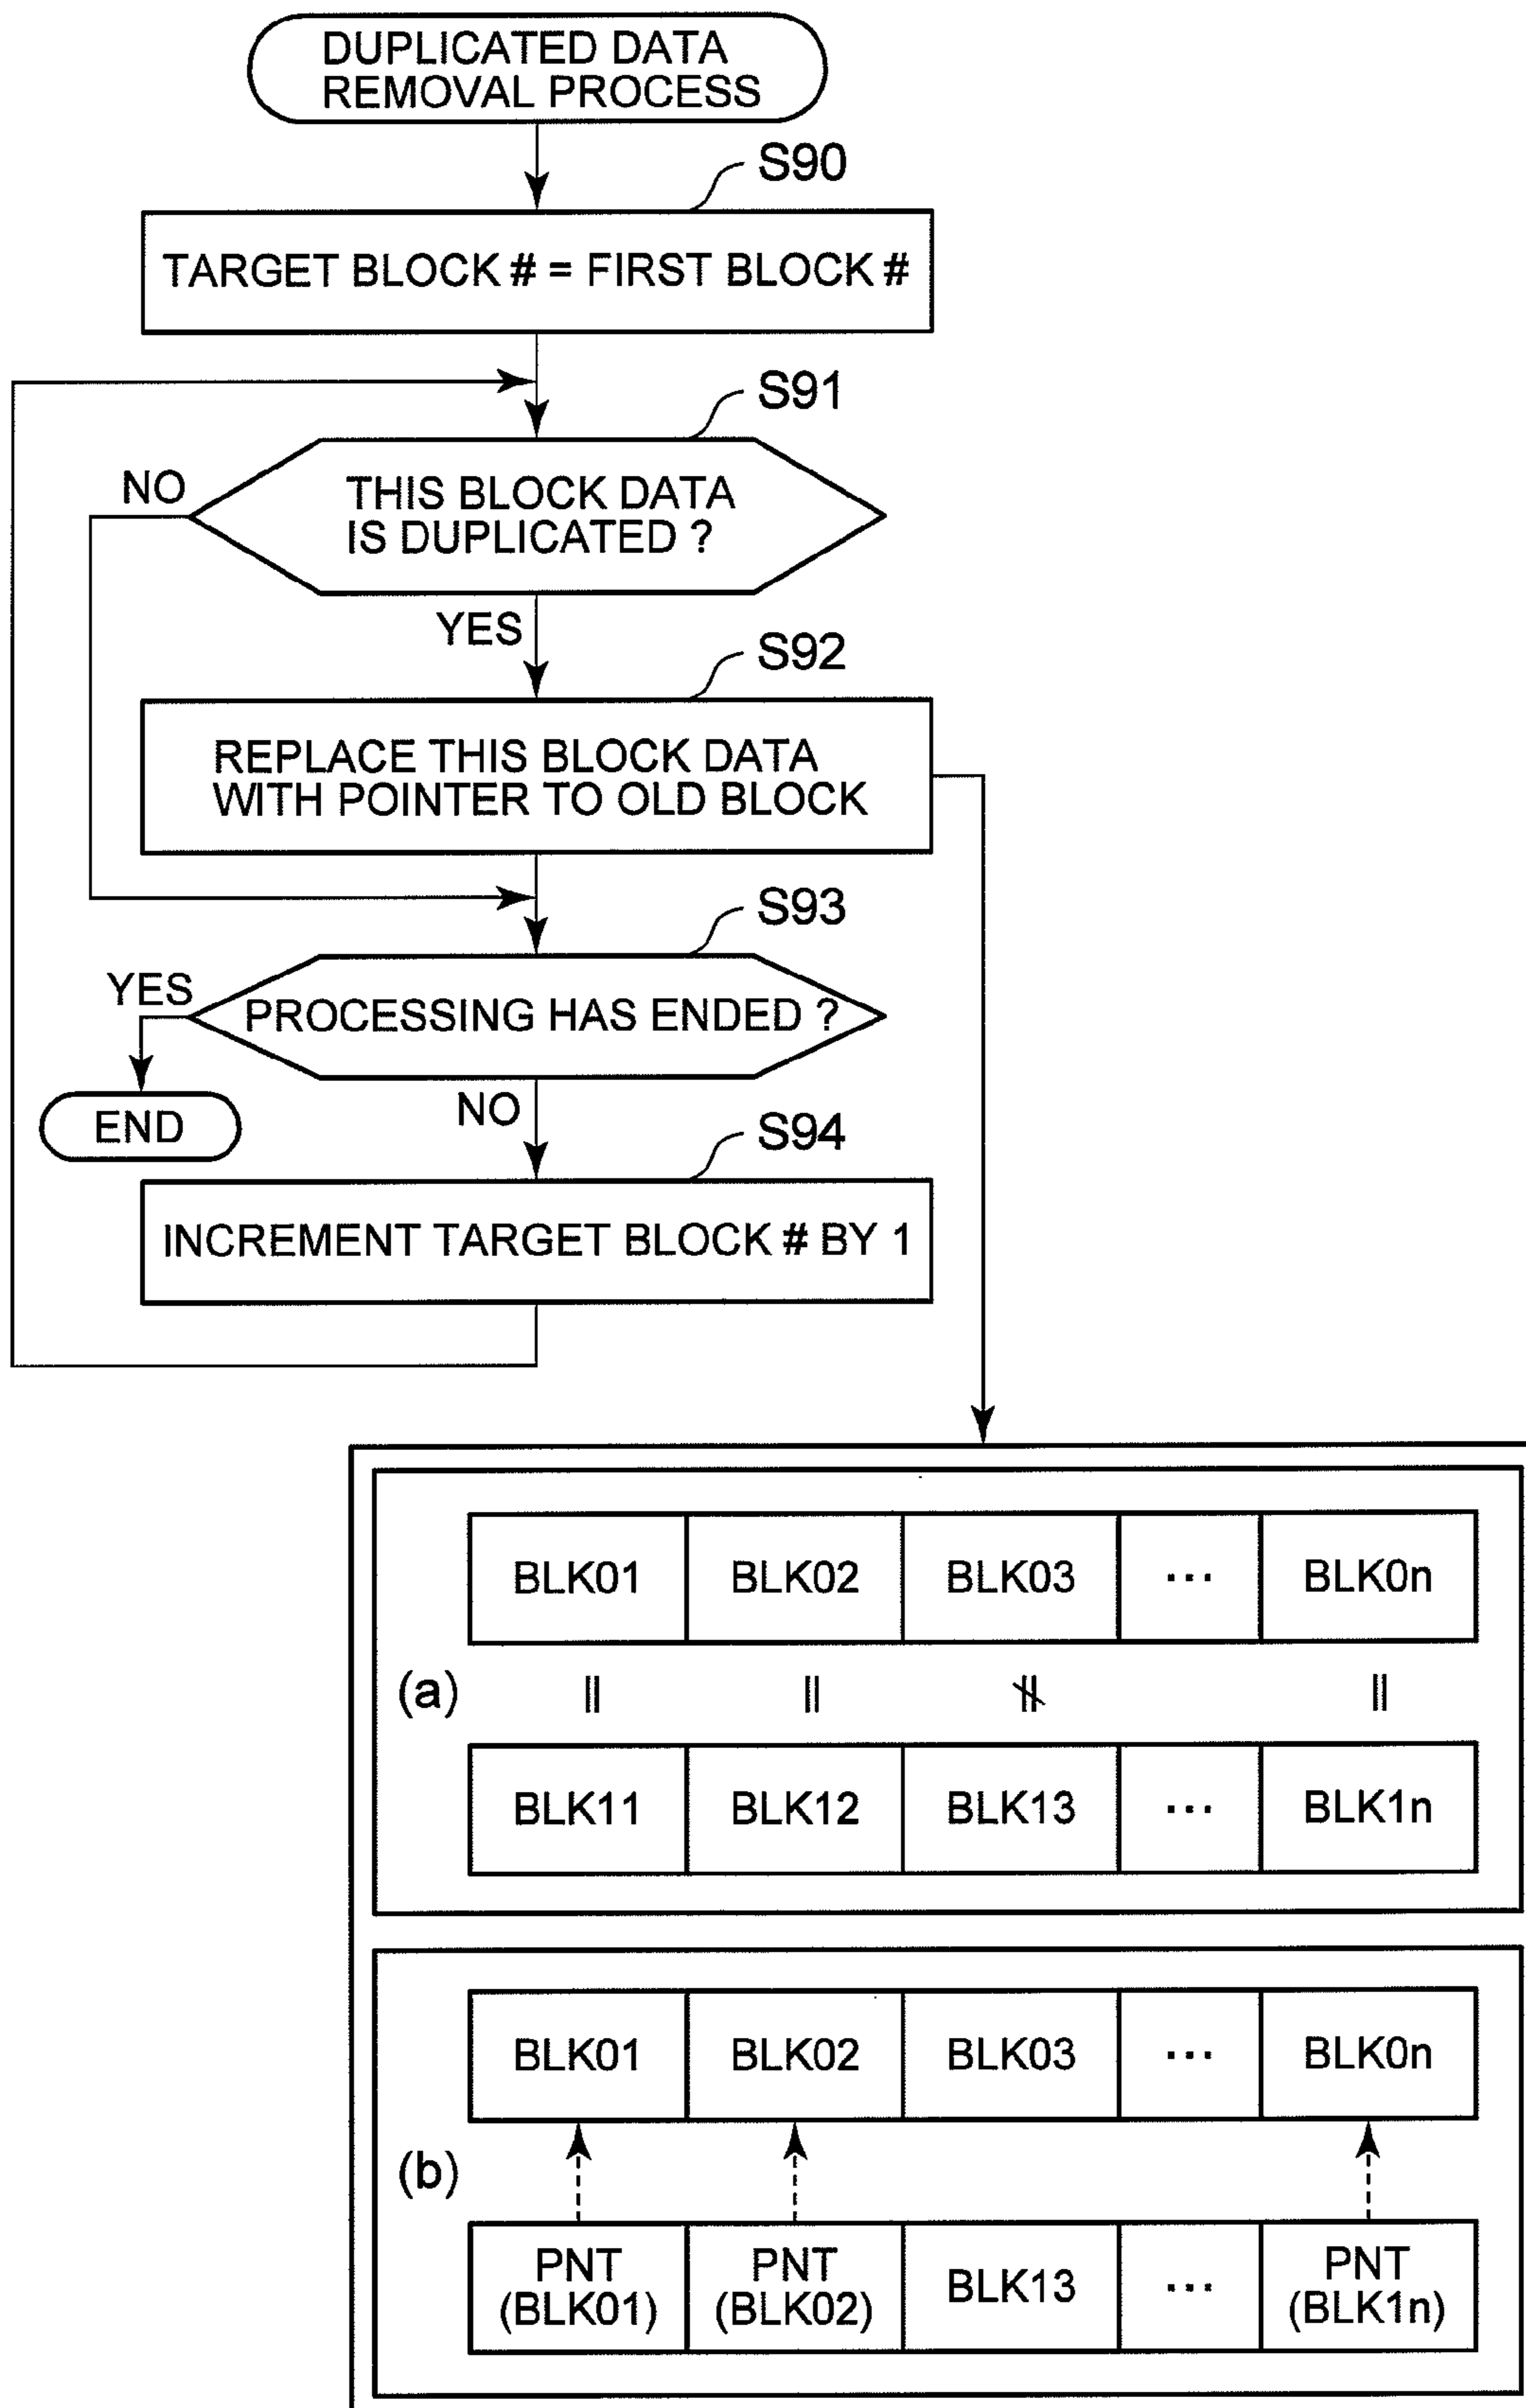 DUPLICATED DATA
REMOVAL PROCESS
S90
TARGET BLOCK # = FIRST BLOCK #
S91
NO
THIS BLOCK DATA
IS DUPLICATED ?
YES
S92
REPLACE THIS BLOCK DATA
WITH POINTER TO OLD BLOCK
S93
YES
PROCESSING HAS ENDED ?
END
NO
S94
INCREMENT TARGET BLOCK # BY 1
BLK01 BLK02 BLK03 ... BLK0n
(a) = = ≠ =
BLK11 BLK12 BLK13 ... BLK1n
BLK01 BLK02 BLK03 ... BLK0n
(b)
PNT (BLK01) PNT (BLK02) BLK13 ... PNT (BLK1n)